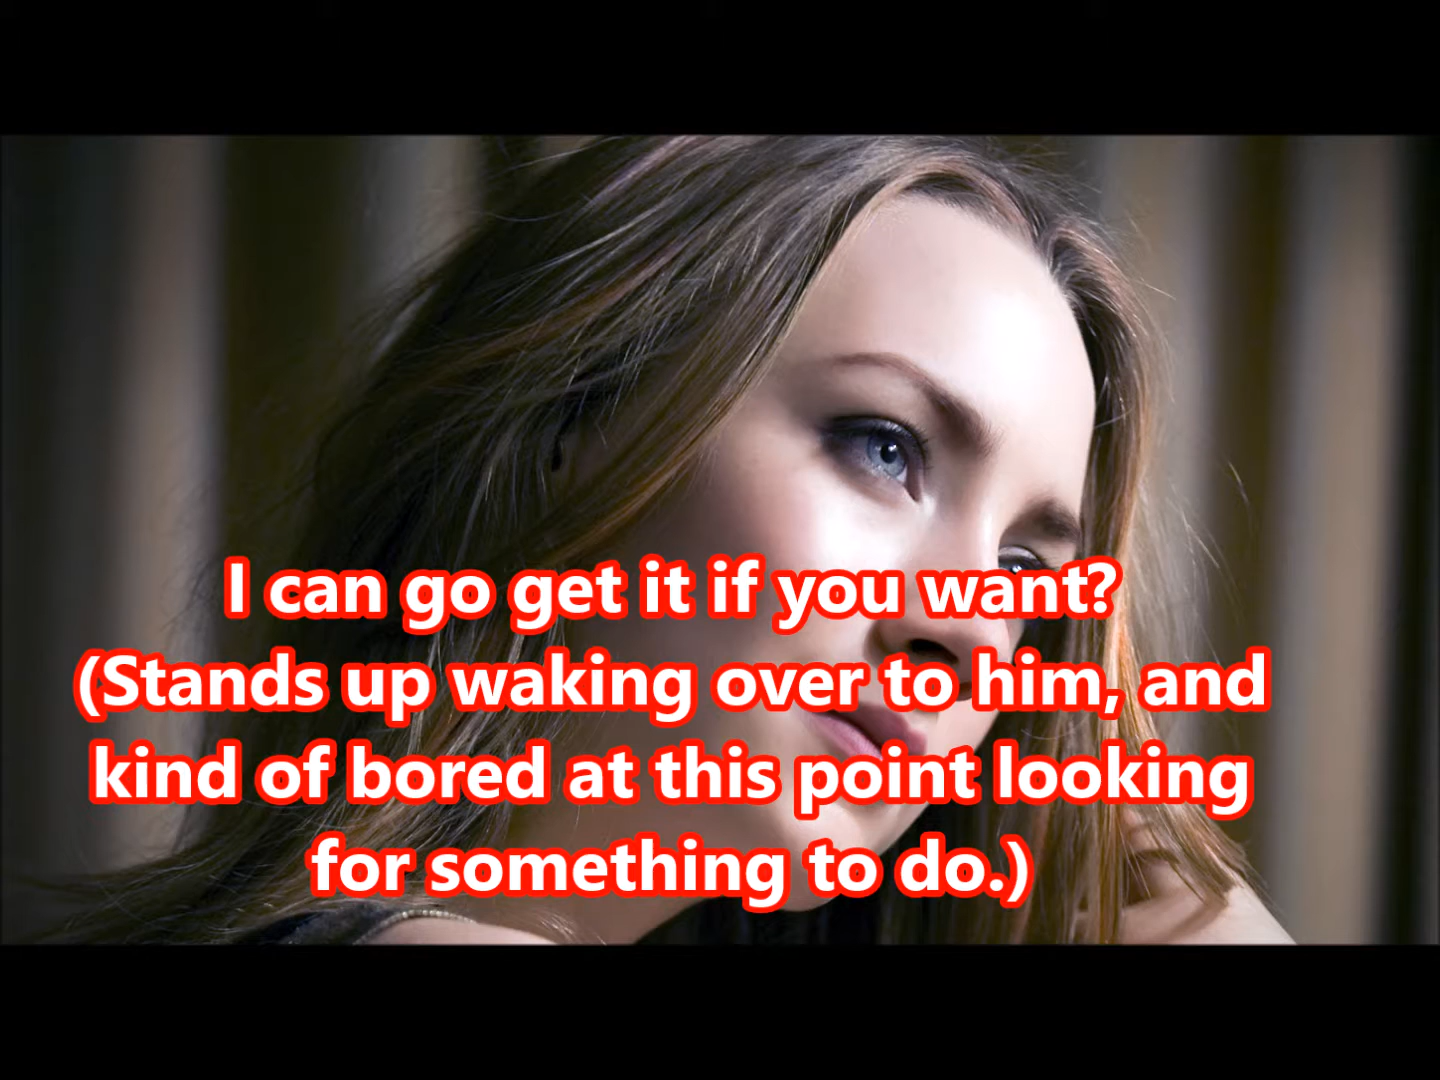 I can go get it if you want?
(Stands up waking over to him, and
kind of bored at this point looking
for something to do.)